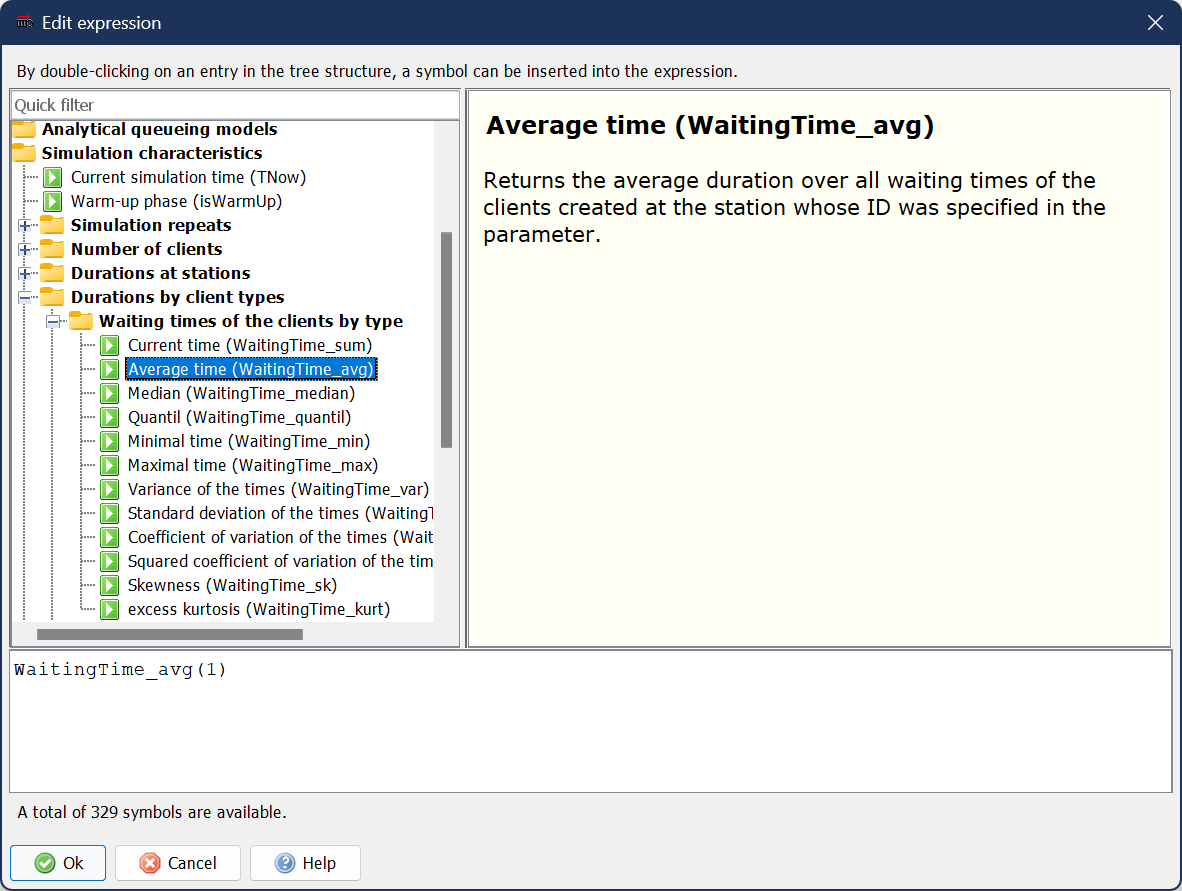 Edit expression
By double-clicking on an entry in the tree structure, a symbol can be inserted into the expression.
Quick filter
Analytical queueing models
Simulation characteristics
Current simulation time (TNow)
Warm-up phase (isWarmUp)
Simulation repeats
Number of clients
Durations at stations
Durations by client types
Waiting times of the clients by type
Current time (WaitingTime_sum)
Average time (WaitingTime_avg)
Median (WaitingTime_median)
Quantil (WaitingTime_quantil)
Minimal time (WaitingTime_min)
Maximal time (WaitingTime_max)
Variance of the times (WaitingTime_var)
Standard deviation of the times (WaitingT
Coefficient of variation of the times (Wait
Squared coefficient of variation of the tim
Skewness (WaitingTime_sk)
excess kurtosis (WaitingTime_kurt)
Average time (WaitingTime_avg)
Returns the average duration over all waiting times of the
clients created at the station whose ID was specified in the
parameter.
WaitingTime_avg(1)
A total of 329 symbols are available.
Ok
Cancel
Help